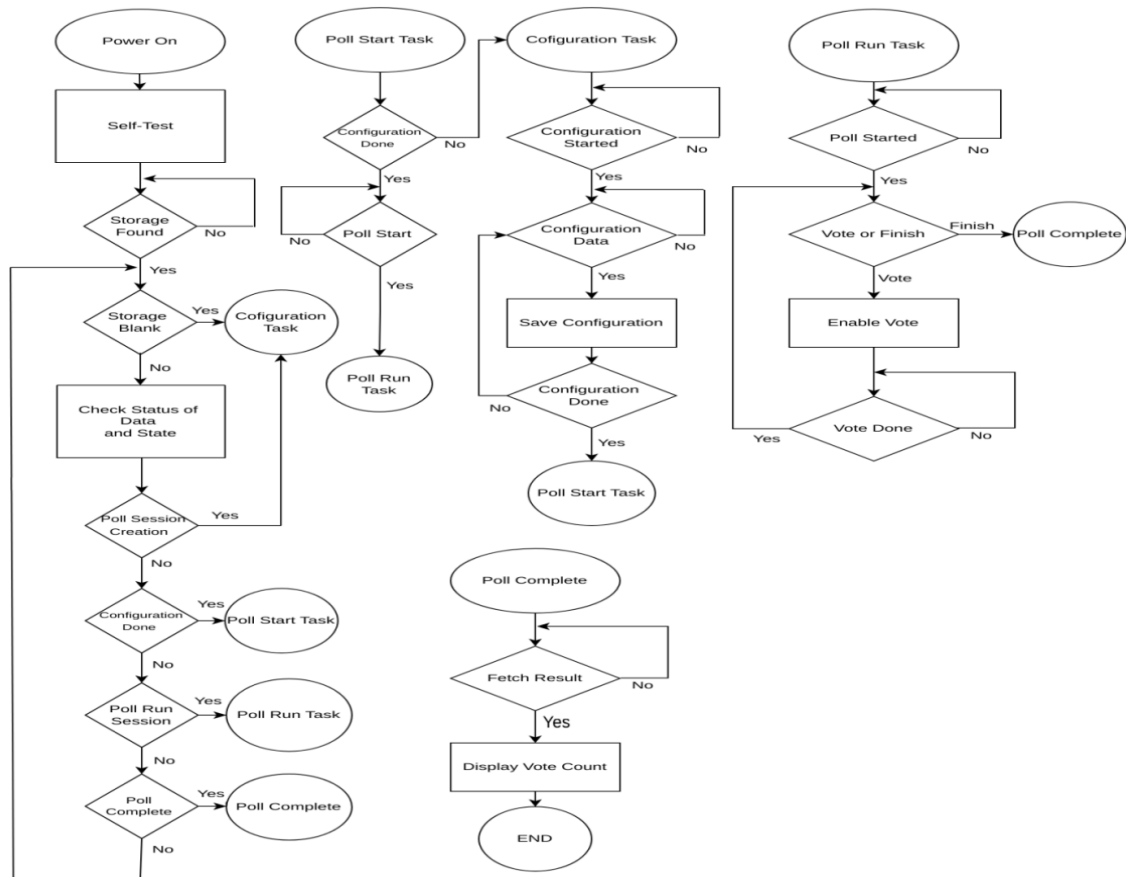 Power On
Self-Test
Storage
Found
No
Yes
Storage
Blank
Yes
Cofiguration
Task
No
Check Status of
Data
and State
Poll Session
Creation
Yes
No
Configuration
Done
Yes
Poll Start Task
No
Poll Run
Session
Yes
Poll Run Task
No
Poll
Complete
Yes
Poll Complete
No
Poll Start Task
Configuration
Done
No
Yes
Poll Start
No
Yes
Poll Run
Task
Cofiguration Task
Configuration
Started
No
Yes
Configuration
Data
No
Yes
Save Configuration
Configuration
Done
No
Yes
Poll Start Task
Poll Run Task
Poll Started
No
Yes
Vote or Finish
Finish
Poll Complete
Vote
Enable Vote
Vote Done
Yes
No
Poll Complete
Fetch Result
No
Yes
Display Vote Count
END